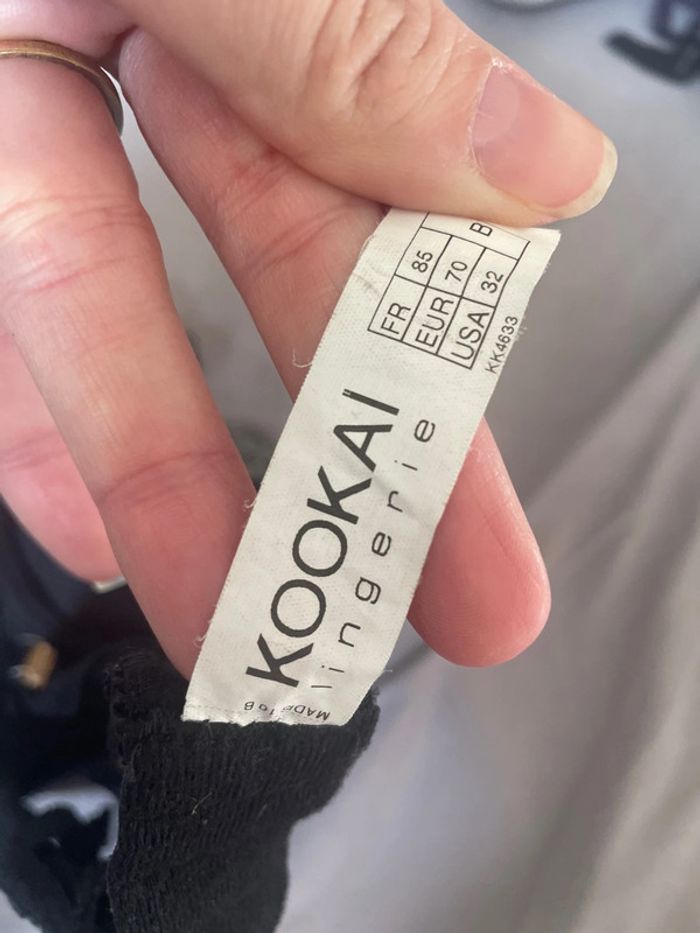 FR 85 B
EUR 70
USA 32
KK4633
KOOKAI
lingerie